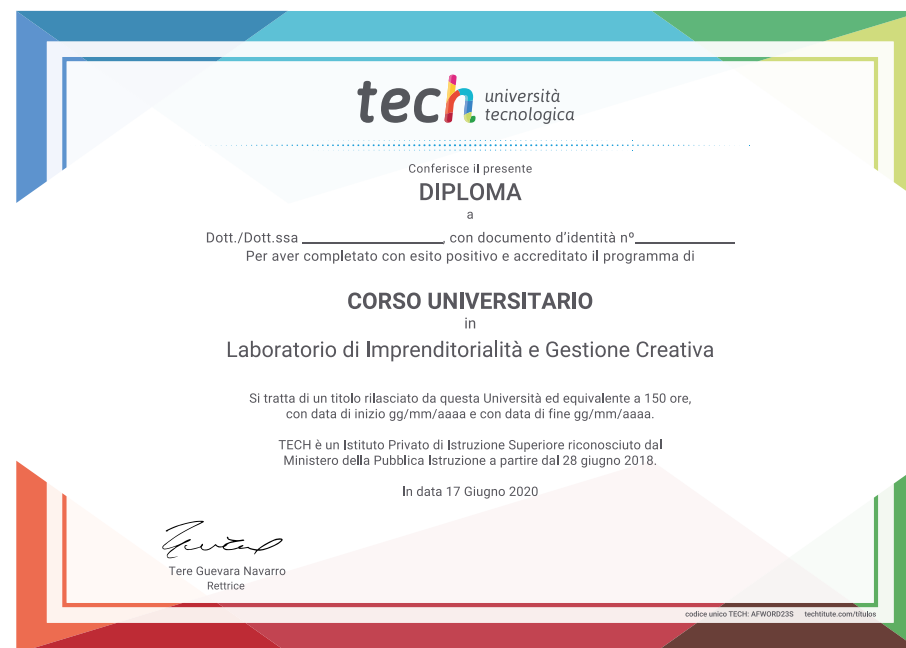 tech università
tecnologica
Conferisce il presente
DIPLOMA
a
Dott./Dott.ssa ____________________, con documento d'identità nº______________
Per aver completato con esito positivo e accreditato il programma di
CORSO UNIVERSITARIO
in
Laboratorio di Imprenditorialità e Gestione Creativa
Si tratta di un titolo rilasciato da questa Università ed equivalente a 150 ore,
con data di inizio gg/mm/aaaa e con data di fine gg/mm/aaaa.
TECH è un Istituto Privato di Istruzione Superiore riconosciuto dal
Ministero della Pubblica Istruzione a partire dal 28 giugno 2018.
In data 17 Giugno 2020
Tere Guevara Navarro
Rettrice
codice unico TECH: AFWORD23S techtitute.com/títulos